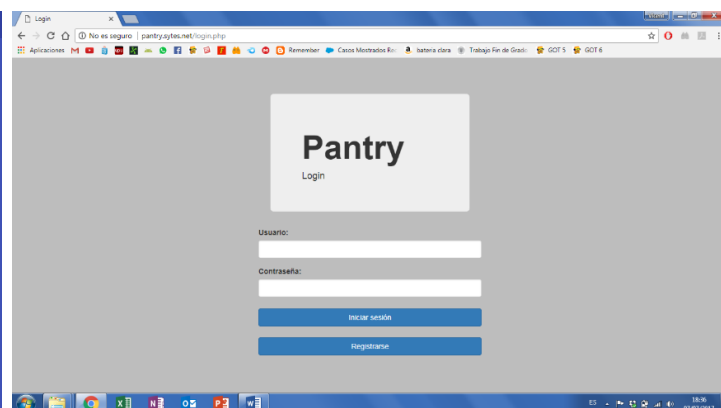 Login
No es seguro | pantry.sytes.net/login.php
Aplicaciones
Remember
Casos Mostrados
bateria clara
Trabajo Fin de Grado
GOT 5
GOT 6
Pantry
Login
Usuario:
Contraseña:
Iniciar sesión
Registrarse
ES
18:36